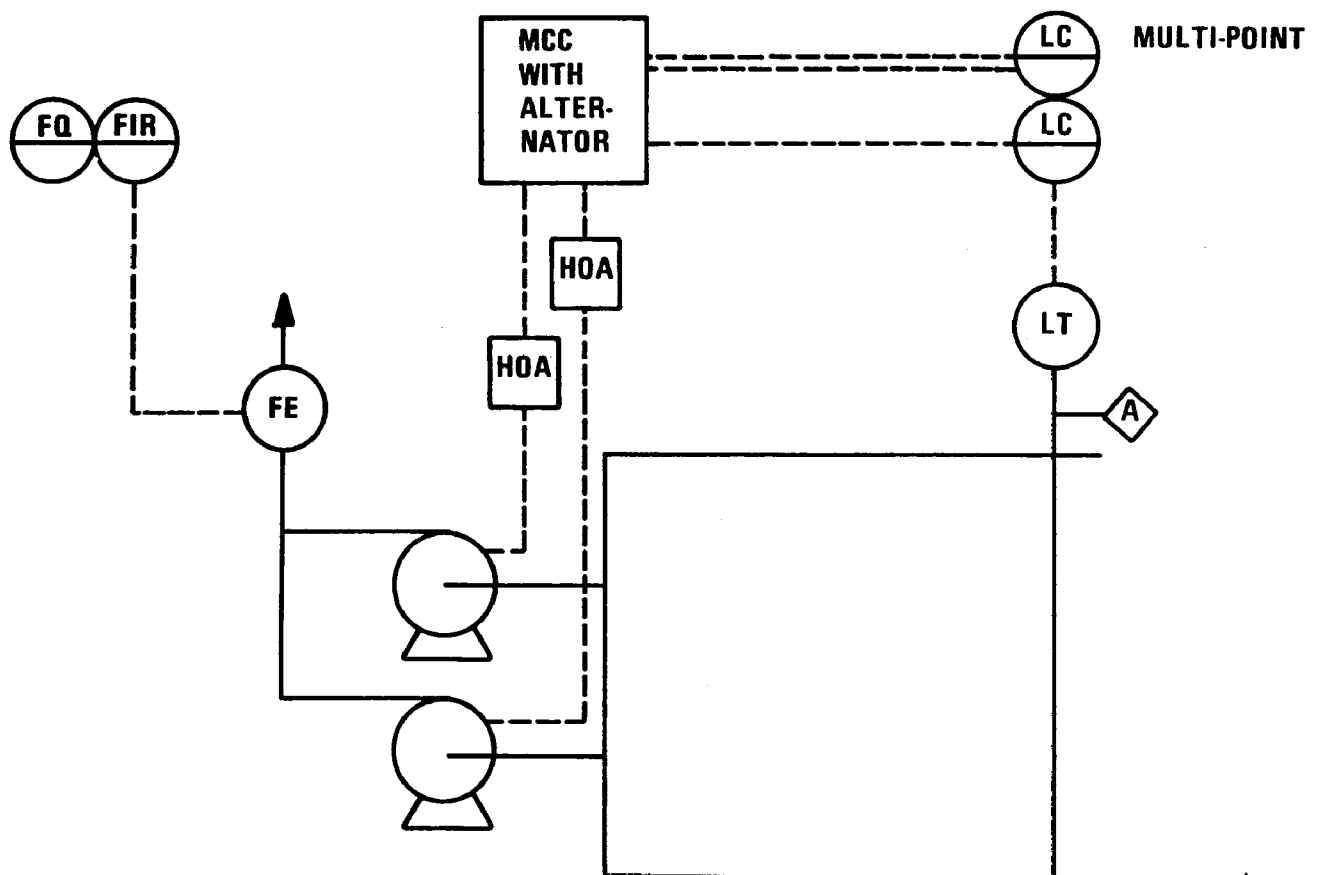 MCC
WITH
ALTER-
NATOR
LC
MULTI-POINT
LC
FQ
FIR
HOA
HOA
LT
FE
A